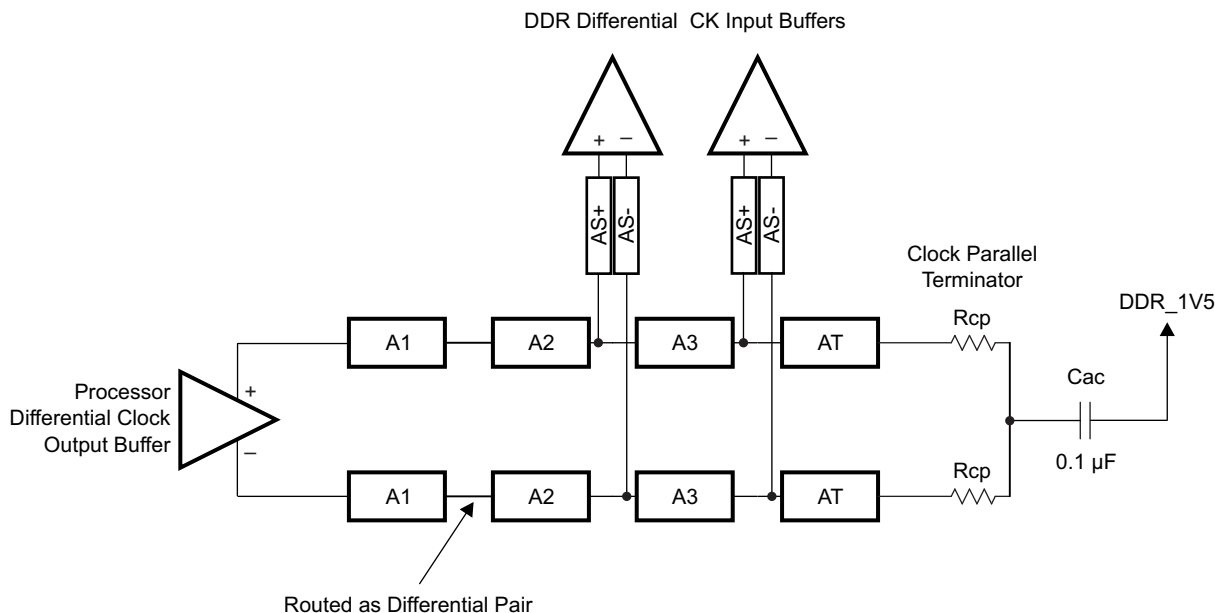 DDR Differential CK Input Buffers
+ − + −
AS+ AS- AS+ AS-
Clock Parallel
Terminator
DDR_1V5
Rcp
A1 A2 A3 AT
Cac
Processor
Differential Clock
Output Buffer
+
−
0.1 µF
Rcp
A1 A2 A3 AT
Routed as Differential Pair